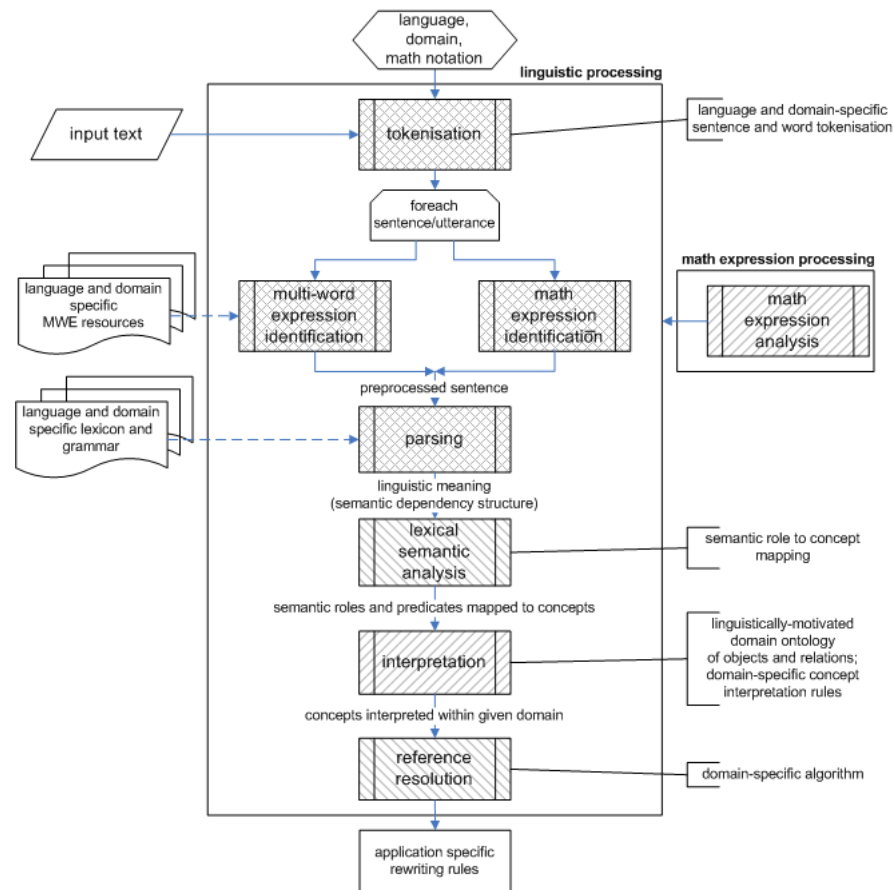 language,
domain,
math notation
linguistic processing
input text
tokenisation
language and domain-specific
sentence and word tokenisation
foreach
sentence/utterance
math expression processing
language and domain
specific
MWE resources
multi-word
expression
identification
math
expression
identification
math
expression
analysis
preprocessed sentence
language and domain
specific lexicon and
grammar
parsing
linguistic meaning
(semantic dependency structure)
lexical
semantic
analysis
semantic role to concept
mapping
semantic roles and predicates mapped to concepts
interpretation
linguistically-motivated
domain ontology
of objects and relations;
domain-specific concept
interpretation rules
concepts interpreted within given domain
reference
resolution
domain-specific algorithm
application specific
rewriting rules